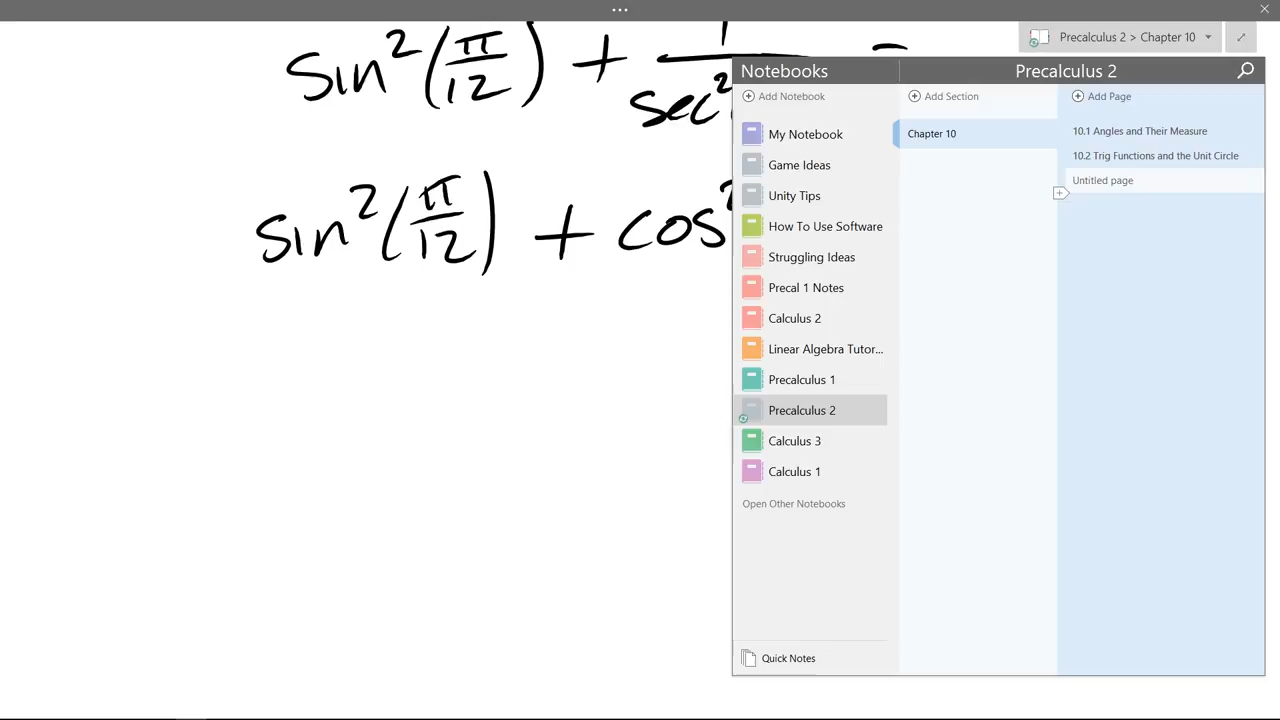 Precalculus 2 > Chapter 10
sin²(π/12) + 1/sec² =
sin²(π/12) + cos²
Notebooks
Precalculus 2
Add Notebook
Add Section
Add Page
My Notebook
Game Ideas
Unity Tips
How To Use Software
Struggling Ideas
Precal 1 Notes
Calculus 2
Linear Algebra Tutor...
Precalculus 1
Precalculus 2
Calculus 3
Calculus 1
Open Other Notebooks
Quick Notes
Chapter 10
10.1 Angles and Their Measure
10.2 Trig Functions and the Unit Circle
Untitled page